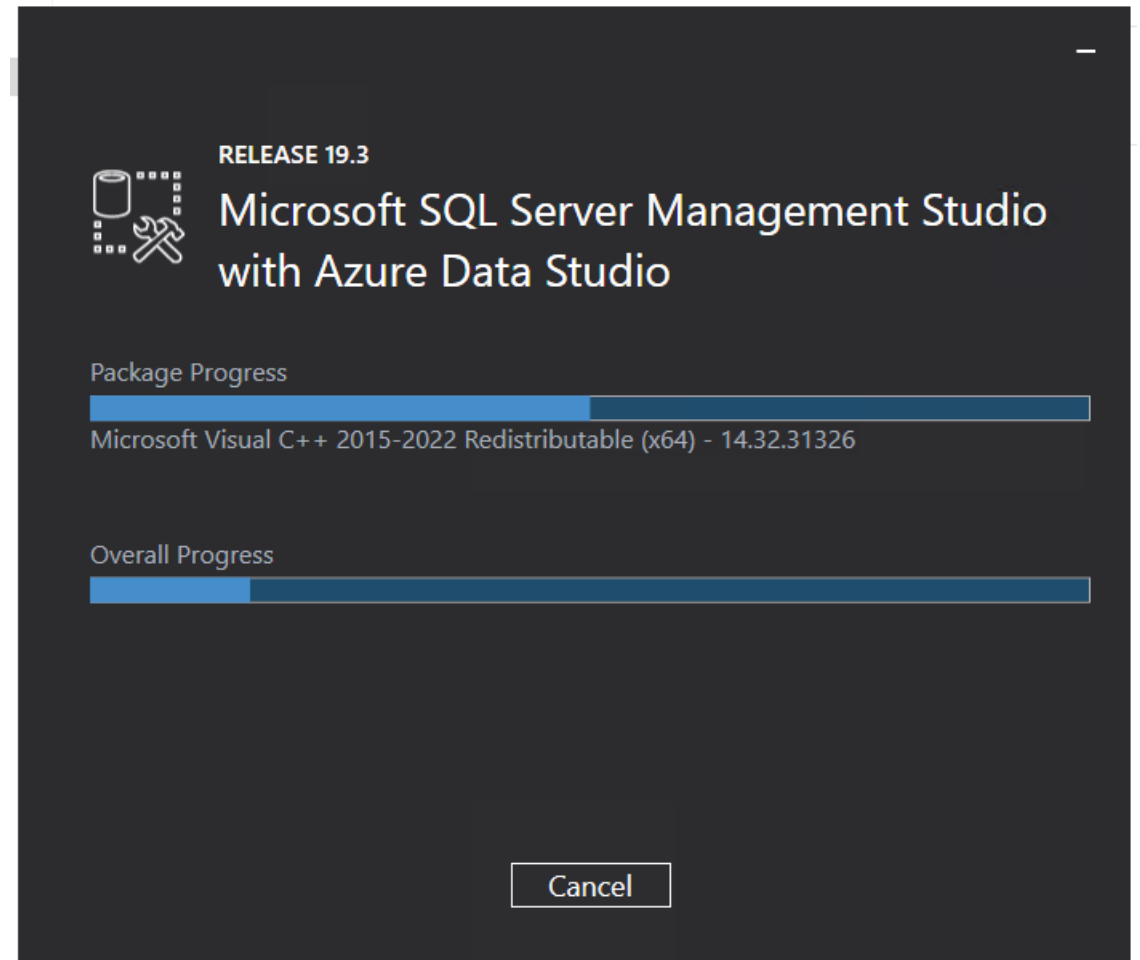 RELEASE 19.3
Microsoft SQL Server Management Studio
with Azure Data Studio
Package Progress
Microsoft Visual C++ 2015-2022 Redistributable (x64) - 14.32.31326
Overall Progress
Cancel